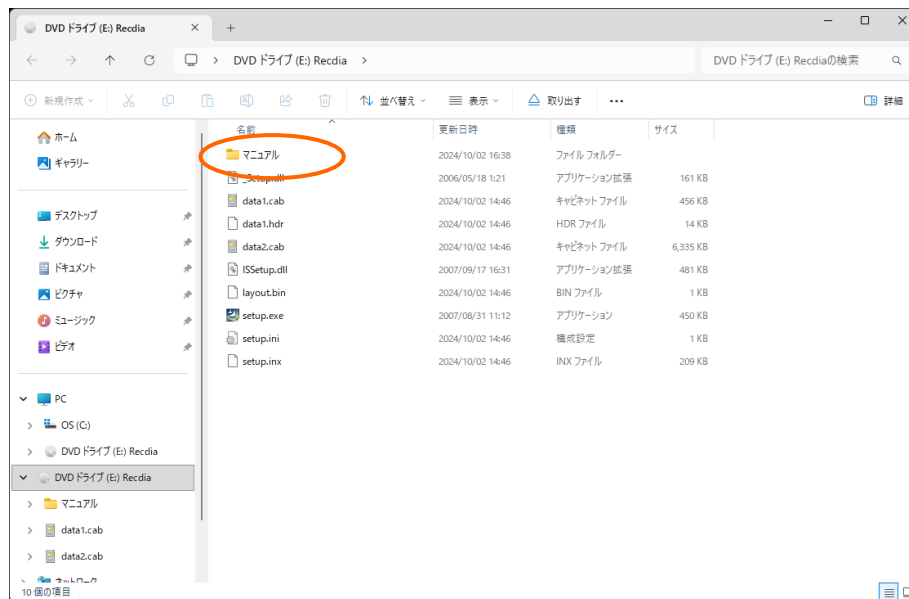 DVD ドライブ (E:) Recdia
DVD ドライブ (E:) Recdia
DVD ドライブ (E:) Recdiaの検索
新規作成
並べ替え
表示
取り出す
詳細
名前 更新日時 種類 サイズ
マニュアル 2024/10/02 16:38 ファイル フォルダー
_Setup.dll 2006/05/18 1:21 アプリケーション拡張 161 KB
data1.cab 2024/10/02 14:46 キャビネット ファイル 456 KB
data1.hdr 2024/10/02 14:46 HDR ファイル 14 KB
data2.cab 2024/10/02 14:46 キャビネット ファイル 6,335 KB
ISSetup.dll 2007/09/17 16:31 アプリケーション拡張 481 KB
layout.bin 2024/10/02 14:46 BIN ファイル 1 KB
setup.exe 2007/08/31 11:12 アプリケーション 450 KB
setup.ini 2024/10/02 14:46 構成設定 1 KB
setup.inx 2024/10/02 14:46 INX ファイル 209 KB
ホーム
ギャラリー
デスクトップ
ダウンロード
ドキュメント
ピクチャ
ミュージック
ビデオ
PC
OS (C:)
DVD ドライブ (E:) Recdia
DVD ドライブ (E:) Recdia
マニュアル
data1.cab
data2.cab
ネットワーク
10 個の項目